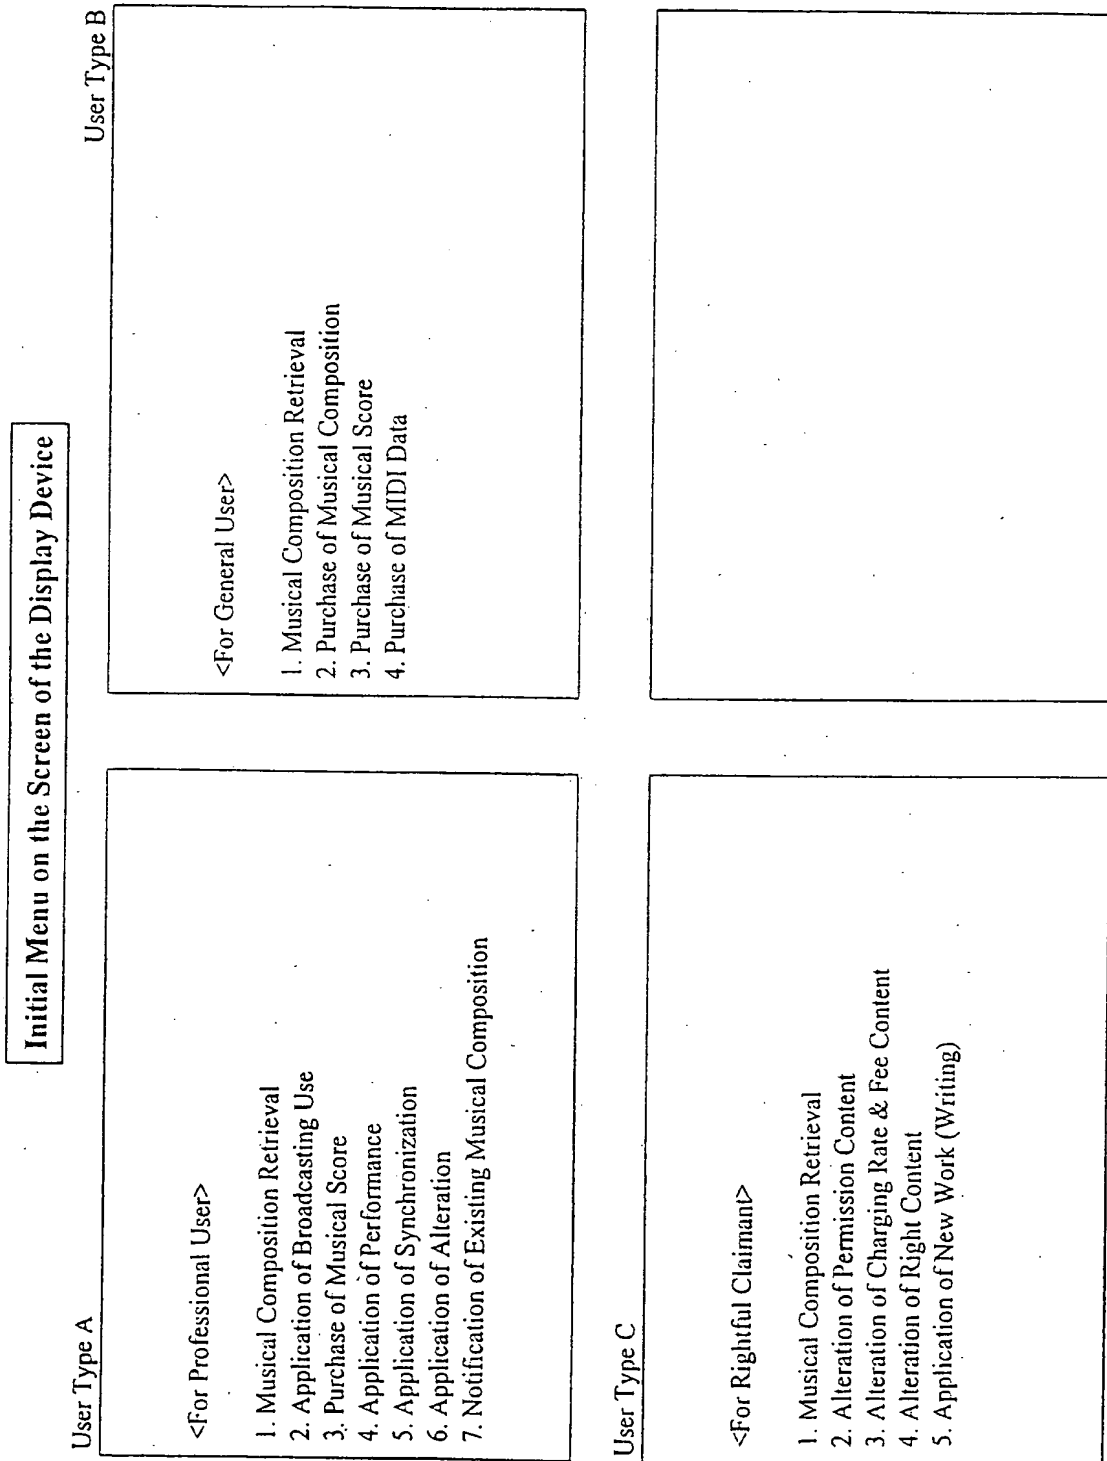 Initial Menu on the Screen of the Display Device
User Type A
<For Professional User>
1. Musical Composition Retrieval
2. Application of Broadcasting Use
3. Purchase of Musical Score
4. Application of Performance
5. Application of Synchronization
6. Application of Alteration
7. Notification of Existing Musical Composition
User Type B
<For General User>
1. Musical Composition Retrieval
2. Purchase of Musical Composition
3. Purchase of Musical Score
4. Purchase of MIDI Data
User Type C
<For Rightful Claimant>
1. Musical Composition Retrieval
2. Alteration of Permission Content
3. Alteration of Charging Rate & Fee Content
4. Alteration of Right Content
5. Application of New Work (Writing)